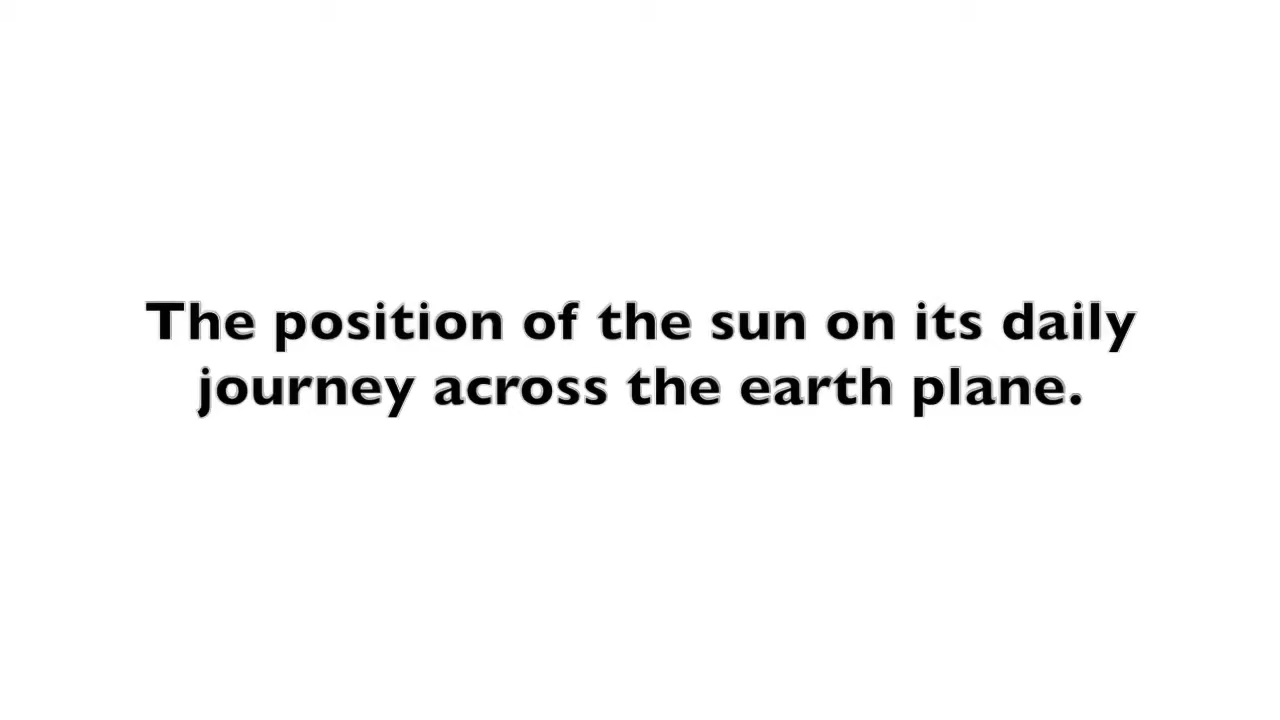 The position of the sun on its daily
journey across the earth plane.